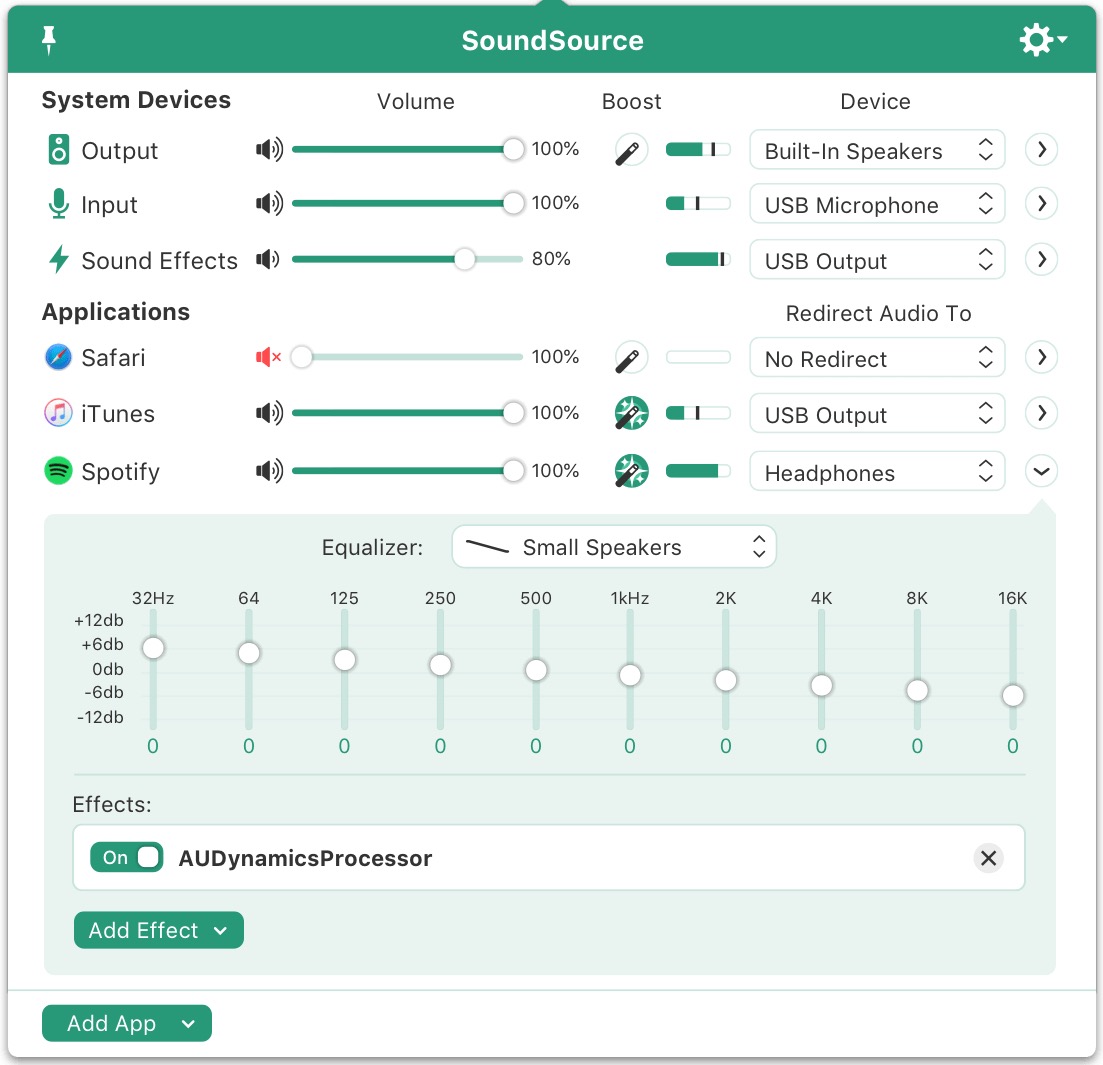 SoundSource
System Devices Volume Boost Device
Output 100% Built-In Speakers
Input 100% USB Microphone
Sound Effects 80% USB Output
Applications Redirect Audio To
Safari 100% No Redirect
iTunes 100% USB Output
Spotify 100% Headphones
Equalizer: Small Speakers
32Hz 64 125 250 500 1kHz 2K 4K 8K 16K
+12db
+6db
0db
-6db
-12db
0 0 0 0 0 0 0 0 0 0
Effects:
On AUDynamicsProcessor
Add Effect
Add App